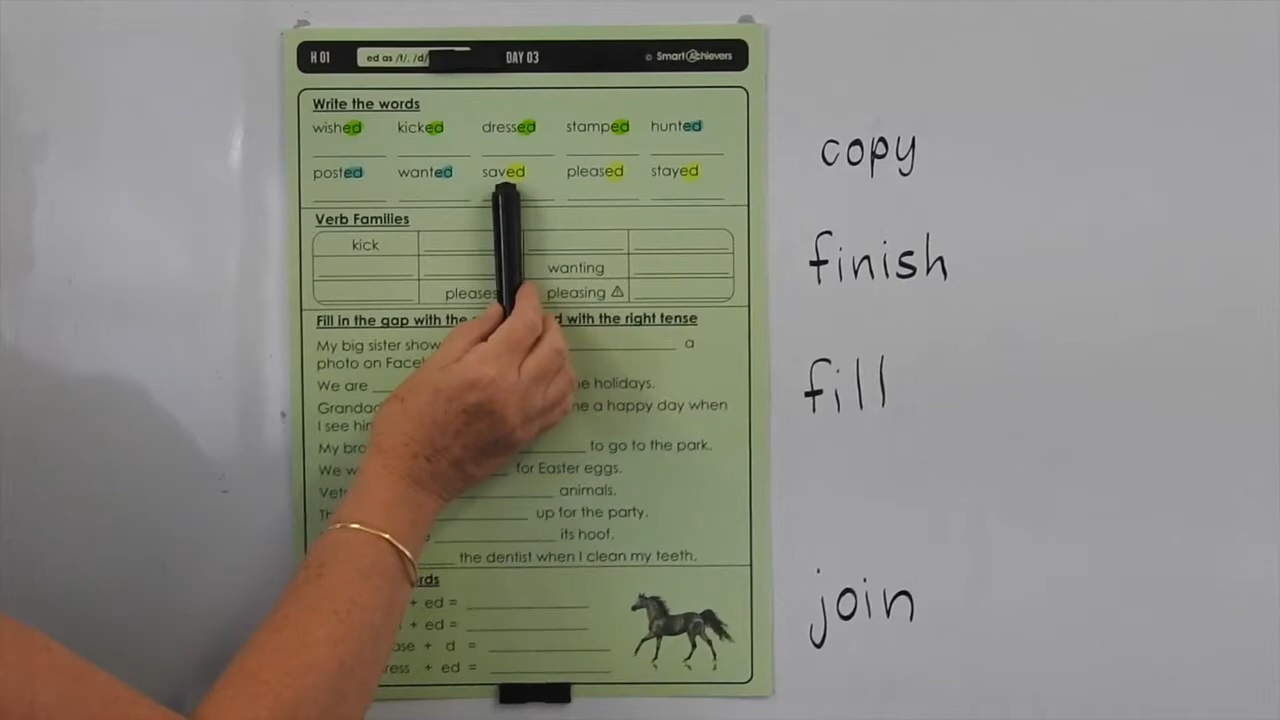 H 01 ed as /t/, /d/ DAY 03 © Smart Achievers
Write the words
wished kicked dressed stamped hunted
posted wanted saved pleased stayed
Verb Families
kick
wanting
pleases pleasing ⚠
Fill in the gap with the d with the right tense
My big sister show a
photo on Face
We are e holidays.
Grandad me a happy day when
I see hi
My bro to go to the park.
We w for Easter eggs.
Vet animals.
Th up for the party.
its hoof.
the dentist when I clean my teeth.
rds
+ ed =
+ ed =
ase + d =
ress + ed =
copy
finish
fill
join